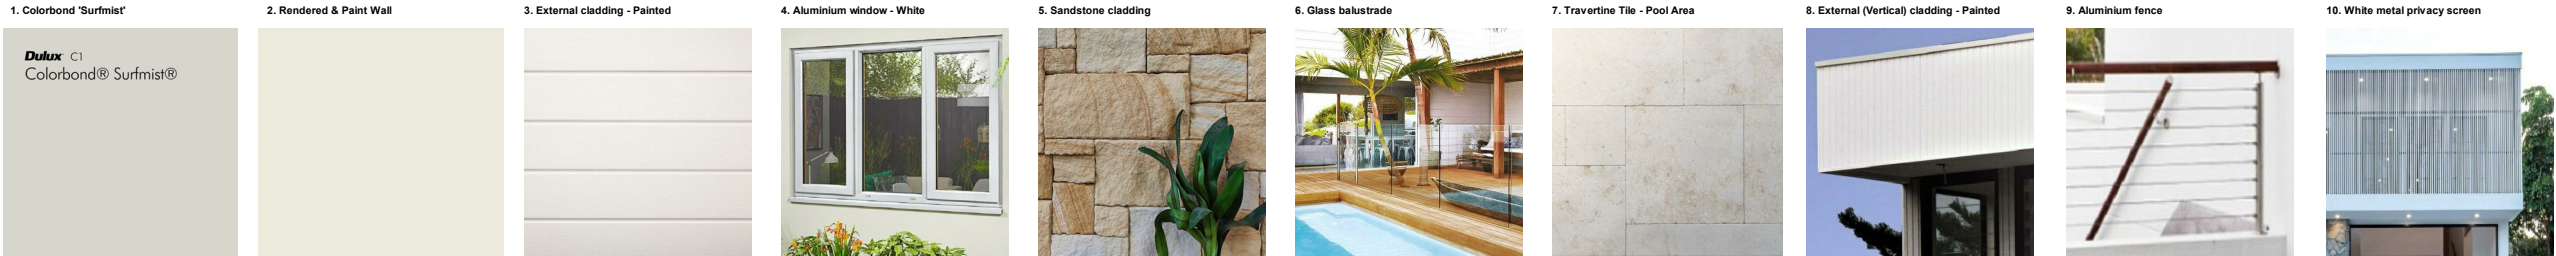 1. Colorbond 'Surfmist'
2. Rendered & Paint Wall
3. External cladding - Painted
4. Aluminium window - White
5. Sandstone cladding
6. Glass balustrade
7. Travertine Tile - Pool Area
8. External (Vertical) cladding - Painted
9. Aluminium fence
10. White metal privacy screen
Dulux C1
Colorbond® Surfmist®